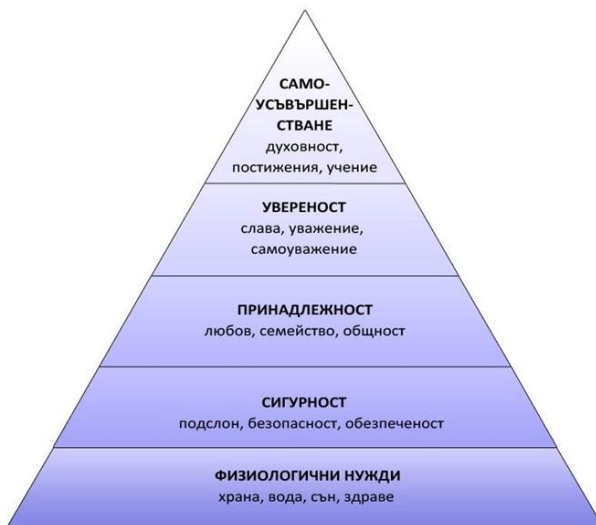 САМО-
УСЪВЪРШЕН-
СТВАНЕ
духовност,
постижения, учение
УВЕРЕНОСТ
слава, уважение,
самоуважение
ПРИНАДЛЕЖНОСТ
любов, семейство, общност
СИГУРНОСТ
подслон, безопасност, обезпеченост
ФИЗИОЛОГИЧНИ НУЖДИ
храна, вода, сън, здраве